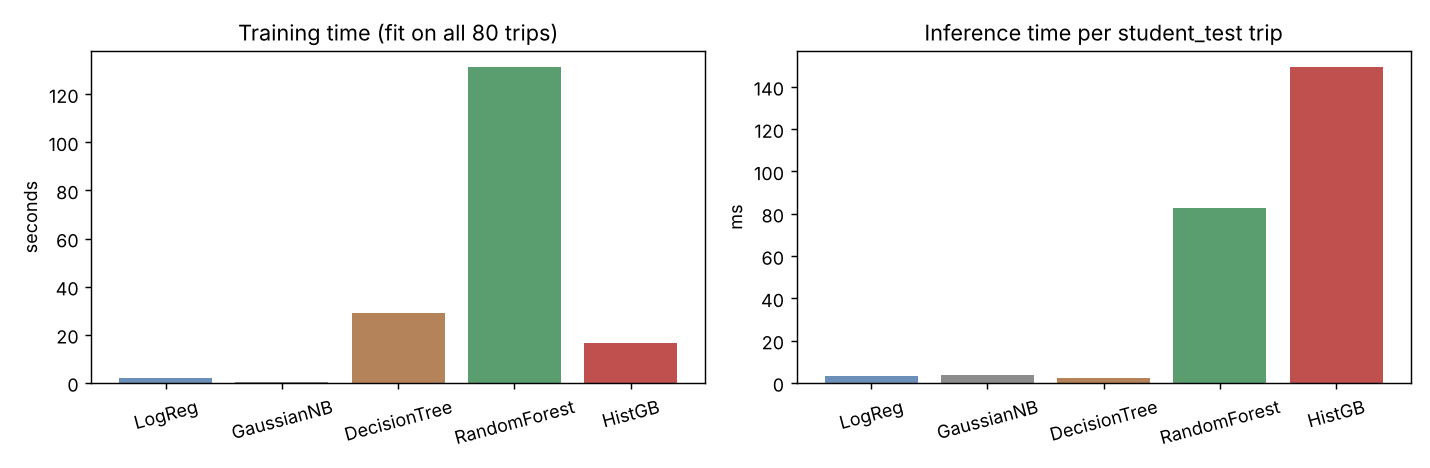 Training time (fit on all 80 trips)
seconds
120
100
80
60
40
20
0
LogReg
GaussianNB
DecisionTree
RandomForest
HistGB
Inference time per student_test trip
ms
140
120
100
80
60
40
20
0
LogReg
GaussianNB
DecisionTree
RandomForest
HistGB